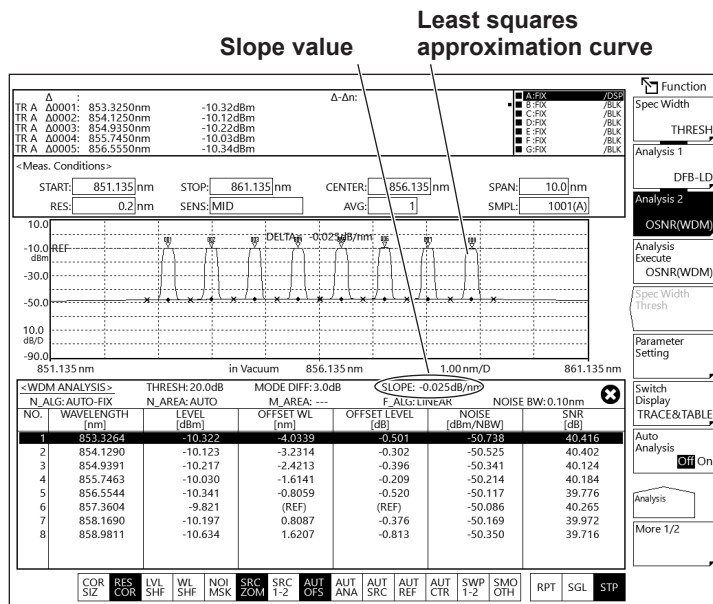 Least squares
Slope value approximation curve
Δ : Δ-Δn:
TR A Δ0001: 853.3250nm -10.32dBm
TR A Δ0002: 854.1250nm -10.12dBm
TR A Δ0003: 854.9350nm -10.22dBm
TR A Δ0004: 855.7450nm -10.03dBm
TR A Δ0005: 856.5550nm -10.34dBm
A:FIX /DSP
B:FIX /BLK
C:FIX /BLK
D:FIX /BLK
E:FIX /BLK
F:FIX /BLK
G:FIX /BLK
<Meas. Conditions>
START: 851.135 nm STOP: 861.135 nm CENTER: 856.135 nm SPAN: 10.0 nm
RES: 0.2 nm SENS: MID AVG: 1 SMPL: 1001(A)
10.0
-10.0 REF
dBm
-30.0
-50.0
10.0
dB/D
-90.0
001 002 003 006 007 008
851.135 nm in Vacuum 856.135 nm 1.00 nm/D 861.135 nm
<WDM ANALYSIS> THRESH: 20.0dB MODE DIFF: 3.0dB SLOPE: -0.025dB/nm
N_ALG: AUTO-FIX N_AREA: AUTO M_AREA: --- F_ALG: LINEAR NOISE BW: 0.10nm
NO. WAVELENGTH LEVEL OFFSET WL OFFSET LEVEL NOISE SNR
[nm] [dBm] [nm] [dB] [dBm/NBW] [dB]
1 853.3264 -10.322 -4.0339 -0.501 -50.738 40.416
2 854.1290 -10.123 -3.2314 -0.302 -50.525 40.402
3 854.9391 -10.217 -2.4213 -0.396 -50.341 40.124
4 855.7463 -10.030 -1.6141 -0.209 -50.214 40.184
5 856.5544 -10.341 -0.8059 -0.520 -50.117 39.776
6 857.3604 -9.821 (REF) (REF) -50.086 40.265
7 858.1690 -10.197 0.8087 -0.376 -50.169 39.972
8 858.9811 -10.634 1.6207 -0.813 -50.350 39.716
COR RES LVL WL NOI SRC SRC AUT AUT AUT AUT AUT SWP SMO RPT SGL STP
SIZ COR SHF SHF MSK ZOM 1-2 OFS ANA SRC REF CTR 1-2 OTH
Function
Spec Width
THRESH
Analysis 1
DFB-LD
Analysis 2
OSNR(WDM)
Analysis
Execute
OSNR(WDM)
Spec Width
Thresh
Parameter
Setting
Switch
Display
TRACE&TABLE
Auto
Analysis
Off On
Analysis
More 1/2